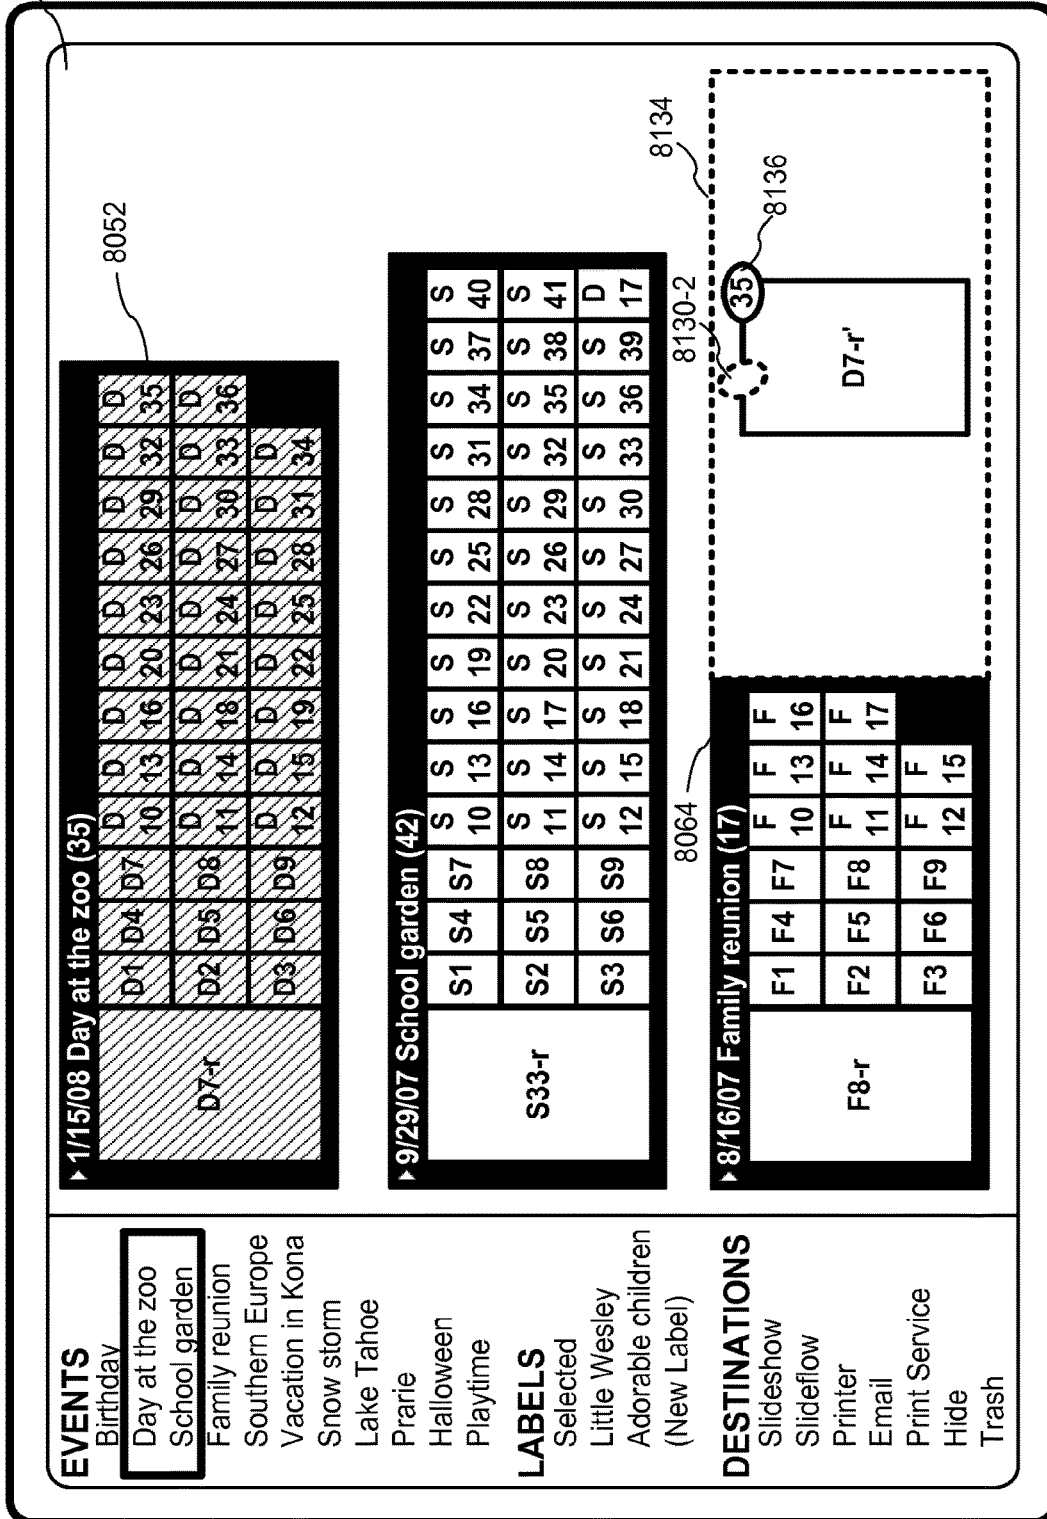 EVENTS
Birthday
Day at the zoo
School garden
Family reunion
Southern Europe
Vacation in Kona
Snow storm
Lake Tahoe
Prarie
Halloween
Playtime
LABELS
Selected
Little Wesley
Adorable children
(New Label)
DESTINATIONS
Slideshow
Slideflow
Printer
Email
Print Service
Hide
Trash
1/15/08 Day at the zoo (35)
8052
D7-r
D1 D4 D7 D 10 D 13 D 16 D 20 D 23 D 26 D 29 D 32 D 35
D2 D5 D8 D 11 D 14 D 18 D 21 D 24 D 27 D 30 D 33 D 36
D3 D6 D9 D 12 D 15 D 19 D 22 D 25 D 28 D 31 D 34
9/29/07 School garden (42)
S33-r
S1 S4 S7 S 10 S 13 S 16 S 19 S 22 S 25 S 28 S 31 S 34 S 37 S 40
S2 S5 S8 S 11 S 14 S 17 S 20 S 23 S 26 S 29 S 32 S 35 S 38 S 41
S3 S6 S9 S 12 S 15 S 18 S 21 S 24 S 27 S 30 S 33 S 36 S 39 D 17
8064
8130-2
8134
8136
8/16/07 Family reunion (17)
F8-r
F1 F4 F7 F 10 F 13 F 16
F2 F5 F8 F 11 F 14 F 17
F3 F6 F9 F 12 F 15
35
D7-r'